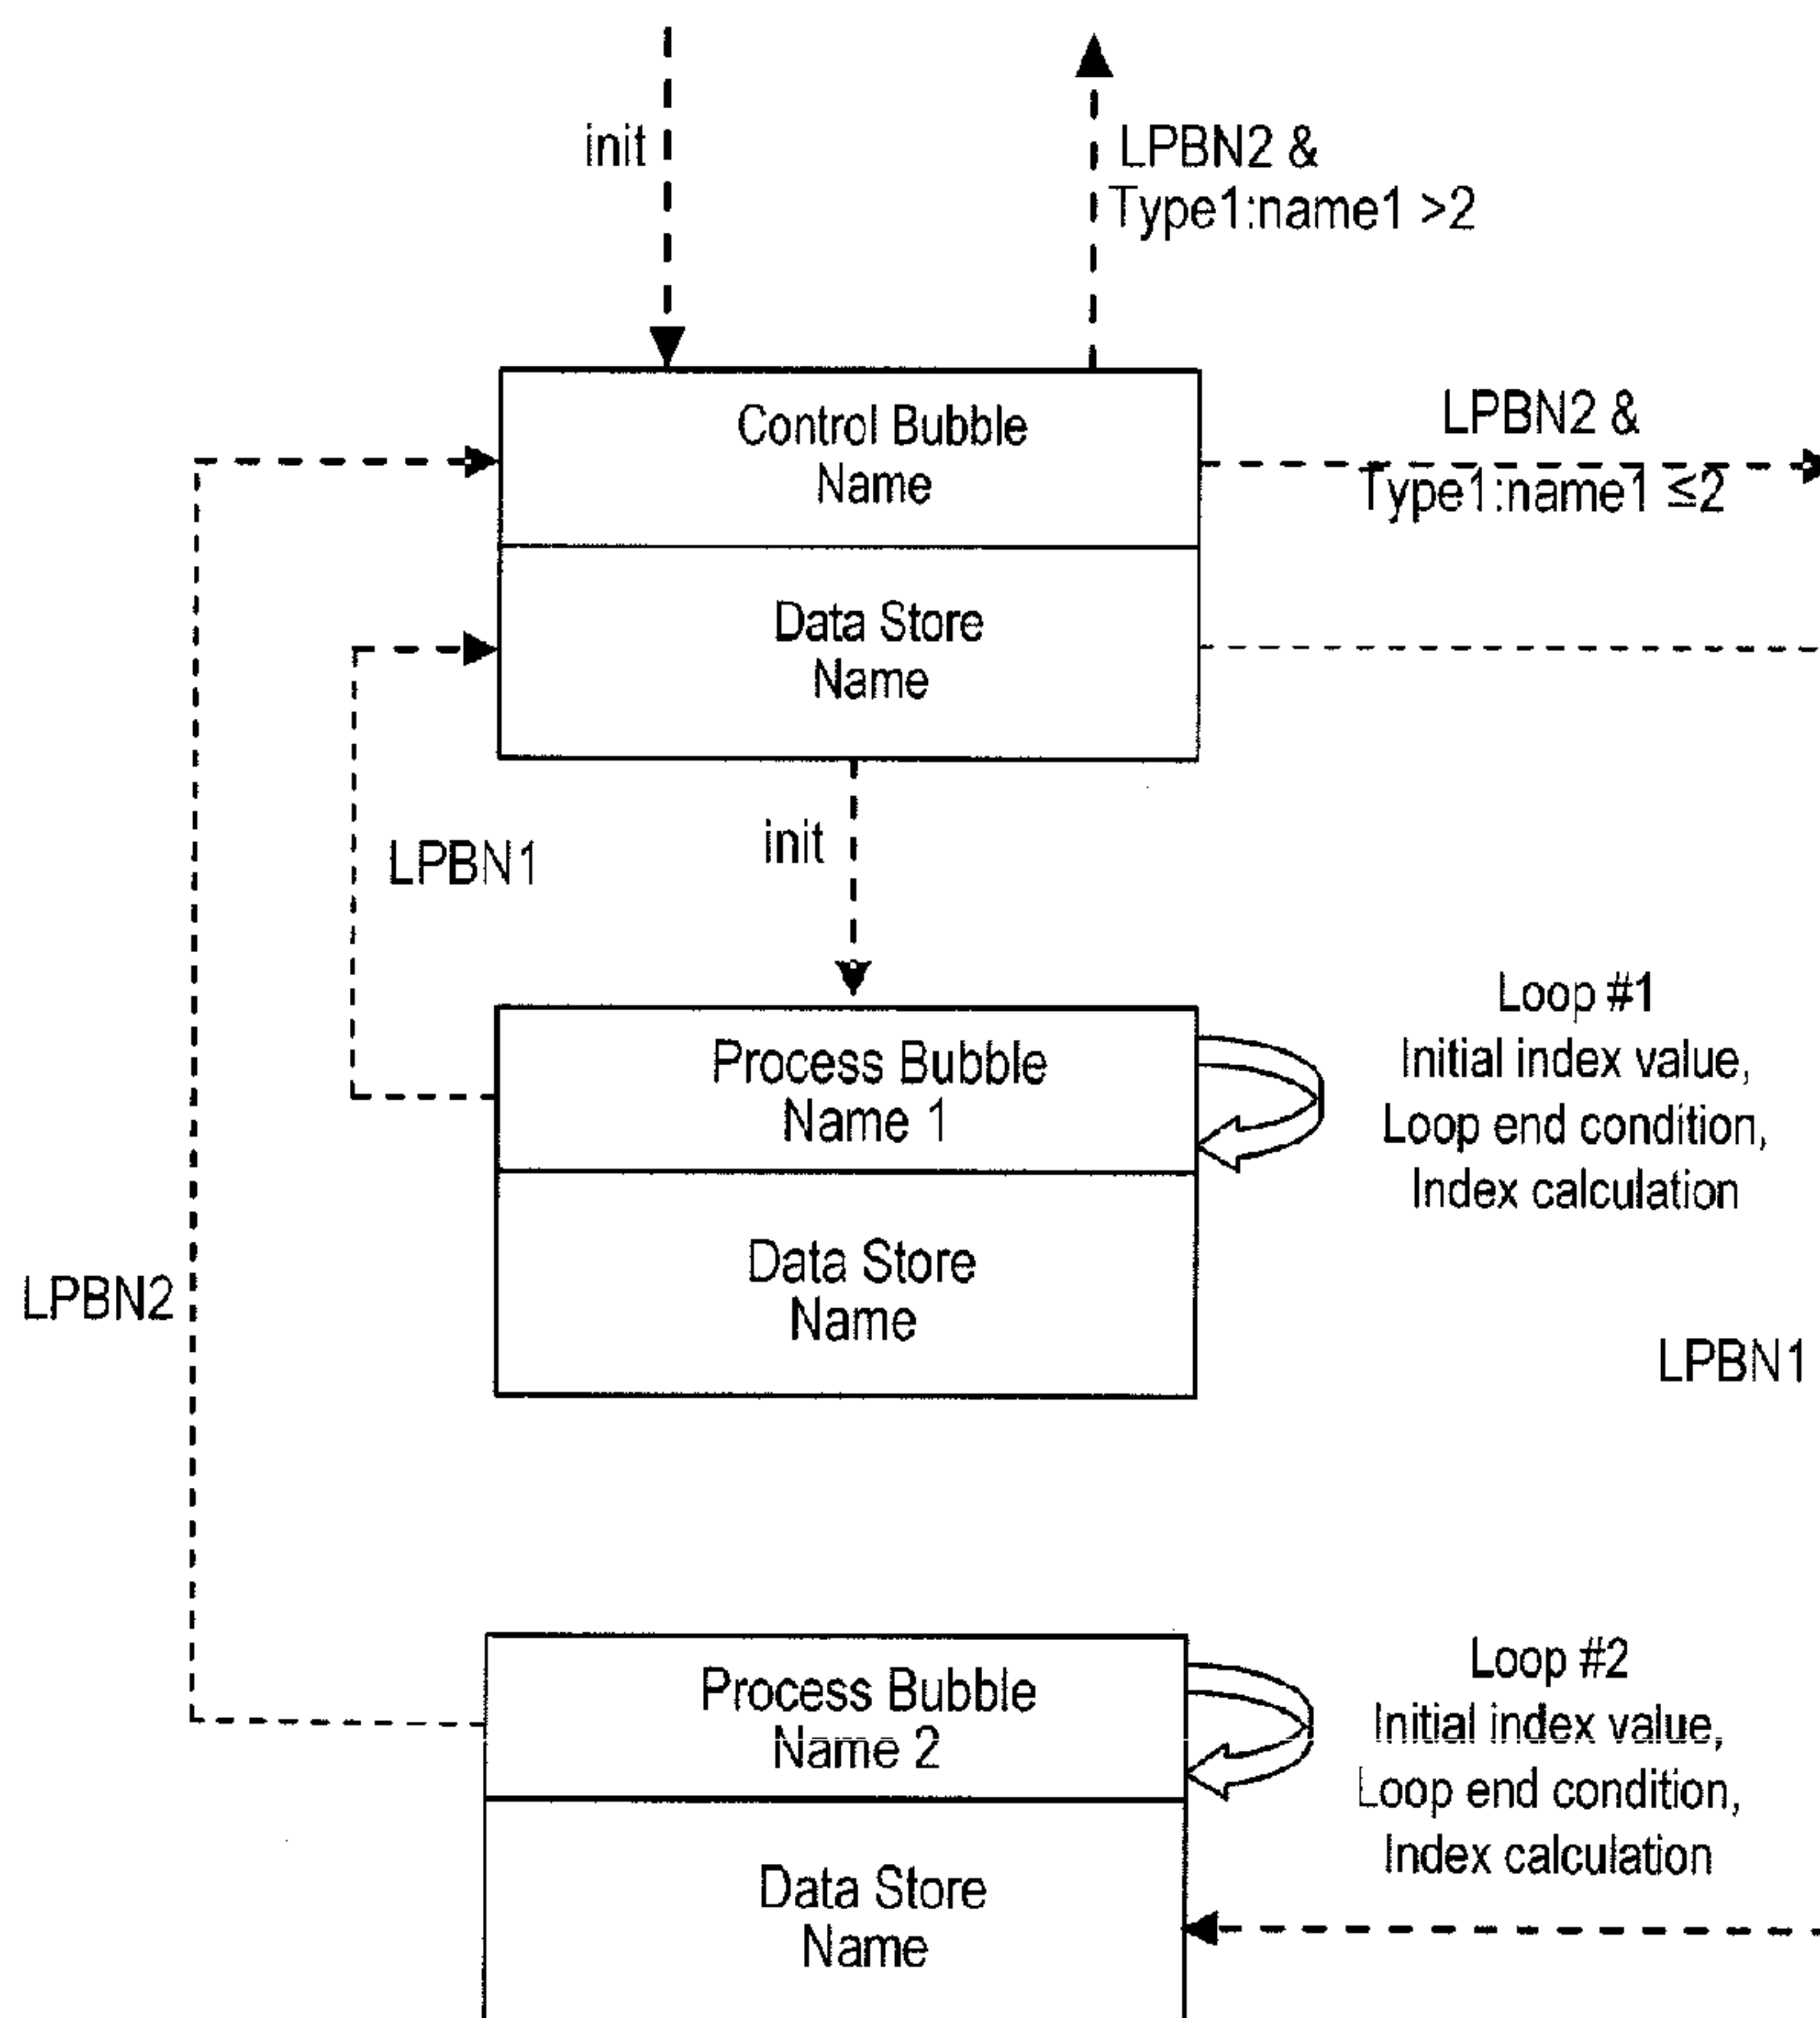 init
LPBN2 &
Type1:name1 >2
Control Bubble
Name
LPBN2 &
Type1:name1 ≤2
Data Store
Name
LPBN1
init
Process Bubble
Name 1
Loop #1
Initial index value,
Loop end condition,
Index calculation
Data Store
Name
LPBN2
LPBN1
Process Bubble
Name 2
Loop #2
Initial index value,
Loop end condition,
Index calculation
Data Store
Name